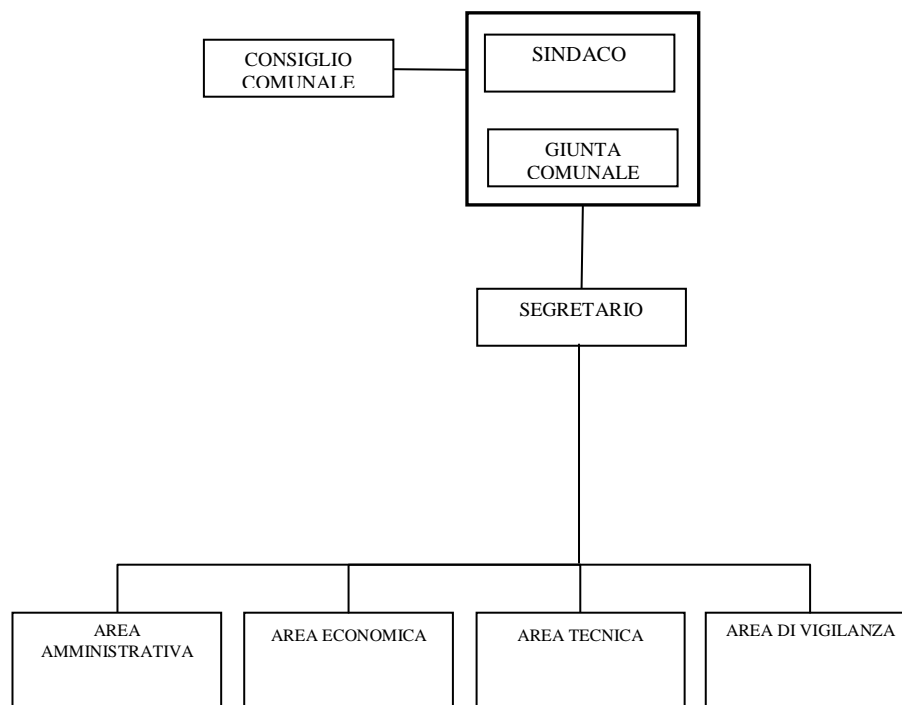 CONSIGLIO
COMUNALE
SINDACO
GIUNTA
COMUNALE
SEGRETARIO
AREA
AMMINISTRATIVA
AREA ECONOMICA
AREA TECNICA
AREA DI VIGILANZA